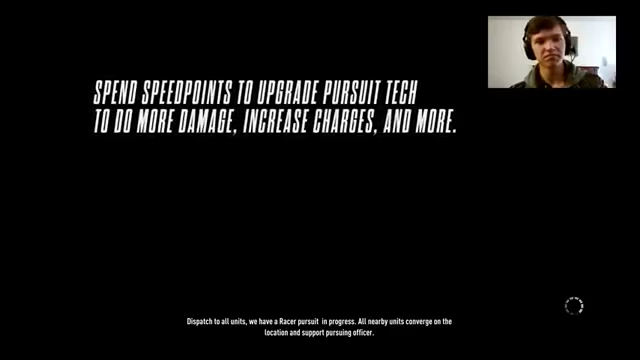 SPEND SPEEDPOINTS TO UPGRADE PURSUIT TECH
TO DO MORE DAMAGE, INCREASE CHARGES, AND MORE.
Dispatch to all units, we have a Racer pursuit in progress. All nearby units converge on the
location and support pursuing officer.